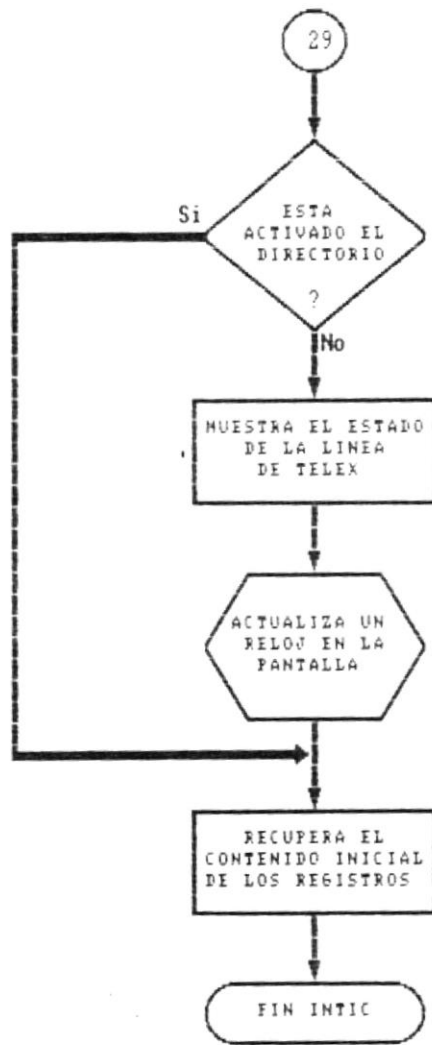 29
ESTA
ACTIVADO EL
DIRECTORIO
?
Si
No
MUESTRA EL ESTADO
DE LA LINEA
DE TELEX
ACTUALIZA UN
RELOJ EN LA
PANTALLA
RECUPERA EL
CONTENIDO INICIAL
DE LOS REGISTROS
FIN INTIC